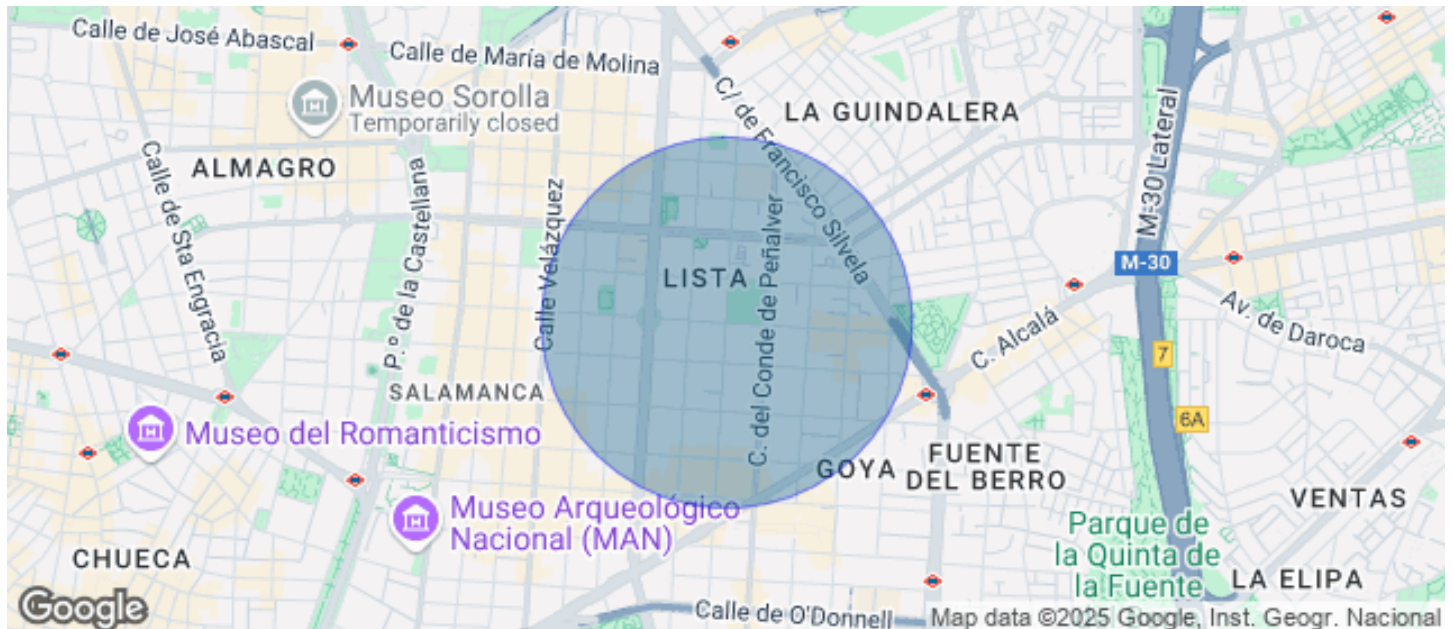 Calle de José Abascal
Calle de María de Molina
Museo Sorolla
Temporarily closed
C/ de Francisco Silvela
LA GUINDALERA
M-30 Lateral
ALMAGRO
Calle de Sta Engracia
P.º de la Castellana
Calle Velázquez
LISTA
C. del Conde de Peñalver
M-30
C. Alcalá
Av. de Daroca
7
6A
SALAMANCA
Museo del Romanticismo
GOYA
FUENTE
DEL BERRO
VENTAS
Museo Arqueológico
Nacional (MAN)
Parque de
la Quinta de
la Fuente
CHUECA
LA ELIPA
Google
Calle de O'Donnell
Map data ©2025 Google, Inst. Geogr. Nacional